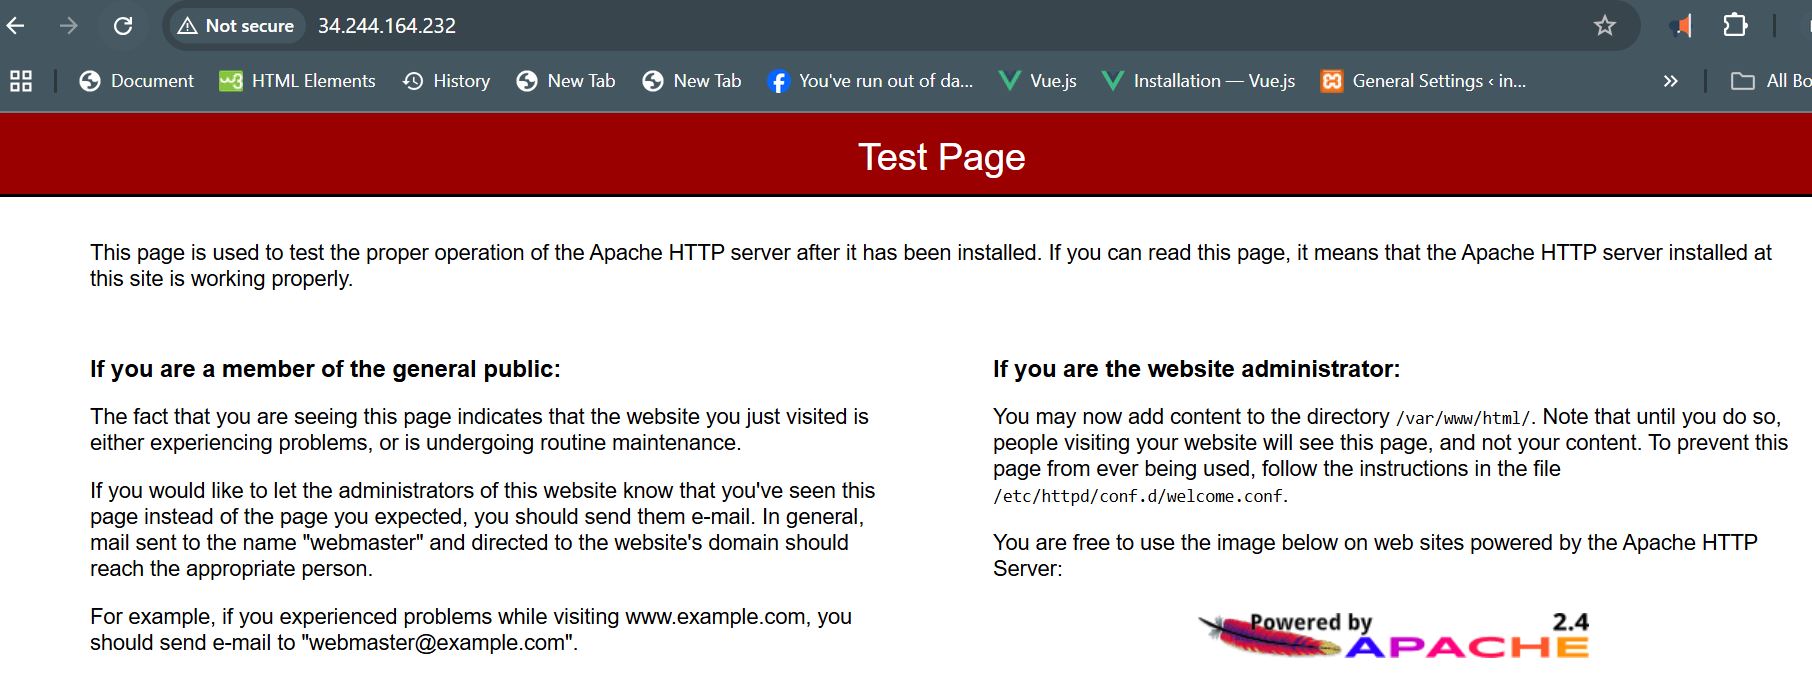 Not secure
34.244.164.232
Document
HTML Elements
History
New Tab
New Tab
You've run out of da...
Vue.js
Installation — Vue.js
General Settings ‹ in...
»
All Bo
Test Page
This page is used to test the proper operation of the Apache HTTP server after it has been installed. If you can read this page, it means that the Apache HTTP server installed at
this site is working properly.
If you are a member of the general public:
The fact that you are seeing this page indicates that the website you just visited is
either experiencing problems, or is undergoing routine maintenance.
If you would like to let the administrators of this website know that you've seen this
page instead of the page you expected, you should send them e-mail. In general,
mail sent to the name "webmaster" and directed to the website's domain should
reach the appropriate person.
For example, if you experienced problems while visiting www.example.com, you
should send e-mail to "webmaster@example.com".
If you are the website administrator:
You may now add content to the directory /var/www/html/. Note that until you do so,
people visiting your website will see this page, and not your content. To prevent this
page from ever being used, follow the instructions in the file
/etc/httpd/conf.d/welcome.conf.
You are free to use the image below on web sites powered by the Apache HTTP
Server:
Powered by 2.4
APACHE